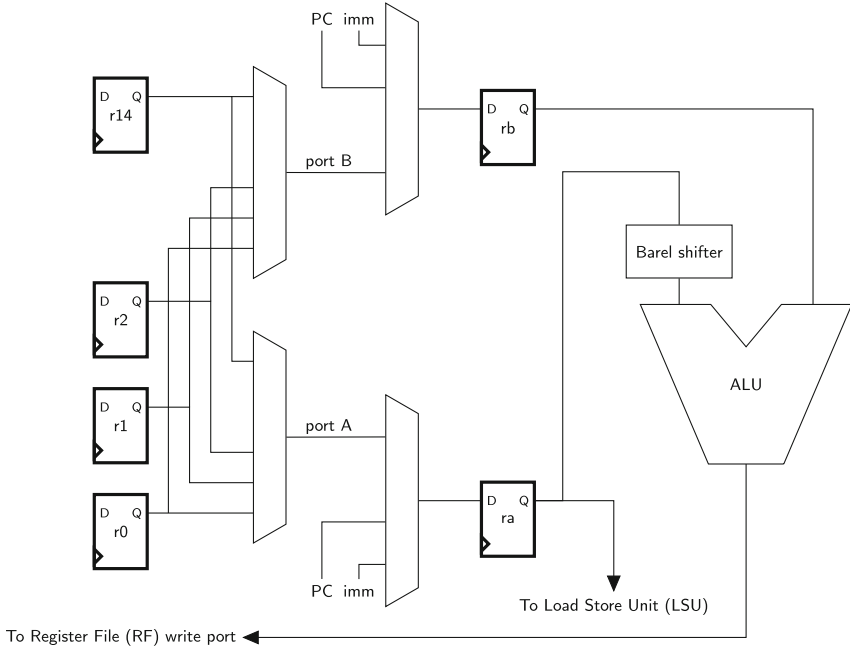 PC imm
D Q
r14
D Q
rb
port B
Barel shifter
D Q
r2
ALU
D Q
r1
port A
D Q
r0
D Q
ra
PC imm
To Load Store Unit (LSU)
To Register File (RF) write port